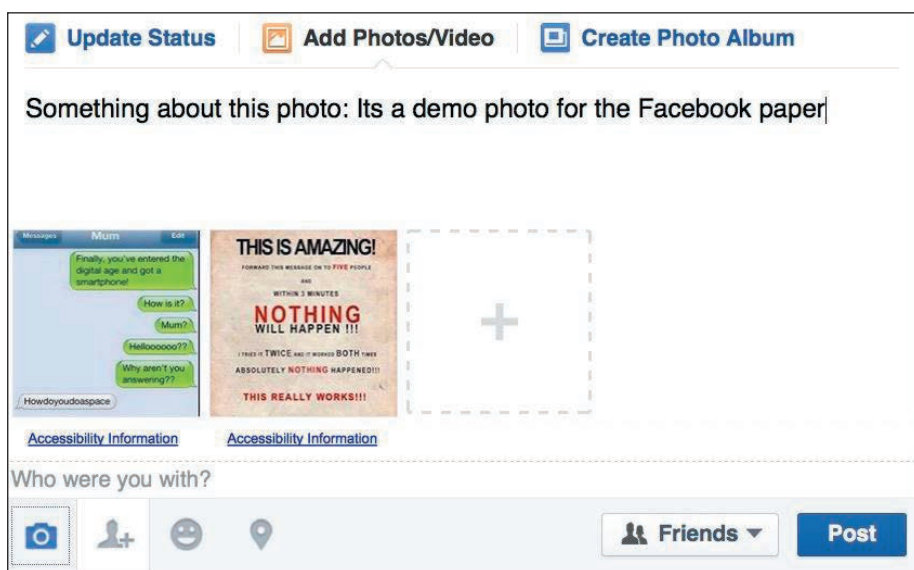 Update Status Add Photos/Video Create Photo Album
Something about this photo: Its a demo photo for the Facebook paper
Messages Mum Edit
Finally, you've entered the
digital age and got a
smartphone!
How is it?
Mum?
Helloooooo??
Why aren't you
answering??
Howdoyoudoaspace
THIS IS AMAZING!
FORWARD THIS MESSAGE ON TO FIVE PEOPLE
AND
WITHIN 3 MINUTES
NOTHING
WILL HAPPEN !!!
I TRIED IT TWICE AND IT WORKED BOTH TIMES
ABSOLUTELY NOTHING HAPPENED!!!
THIS REALLY WORKS!!!
Accessibility Information Accessibility Information
Who were you with?
Friends Post